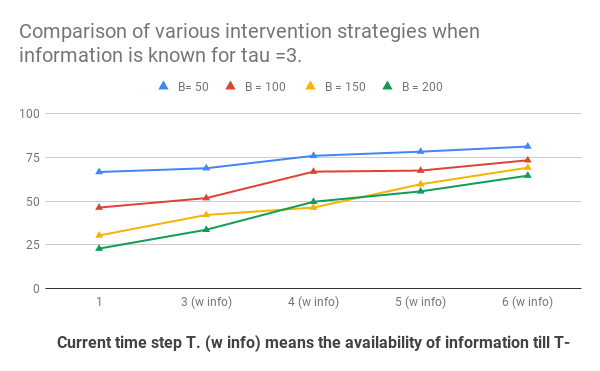 Comparison of various intervention strategies when
information is known for tau =3.
B= 50 B = 100 B = 150 B = 200
100
75
50
25
0
1 3 (w info) 4 (w info) 5 (w info) 6 (w info)
Current time step T. (w info) means the availability of information till T-